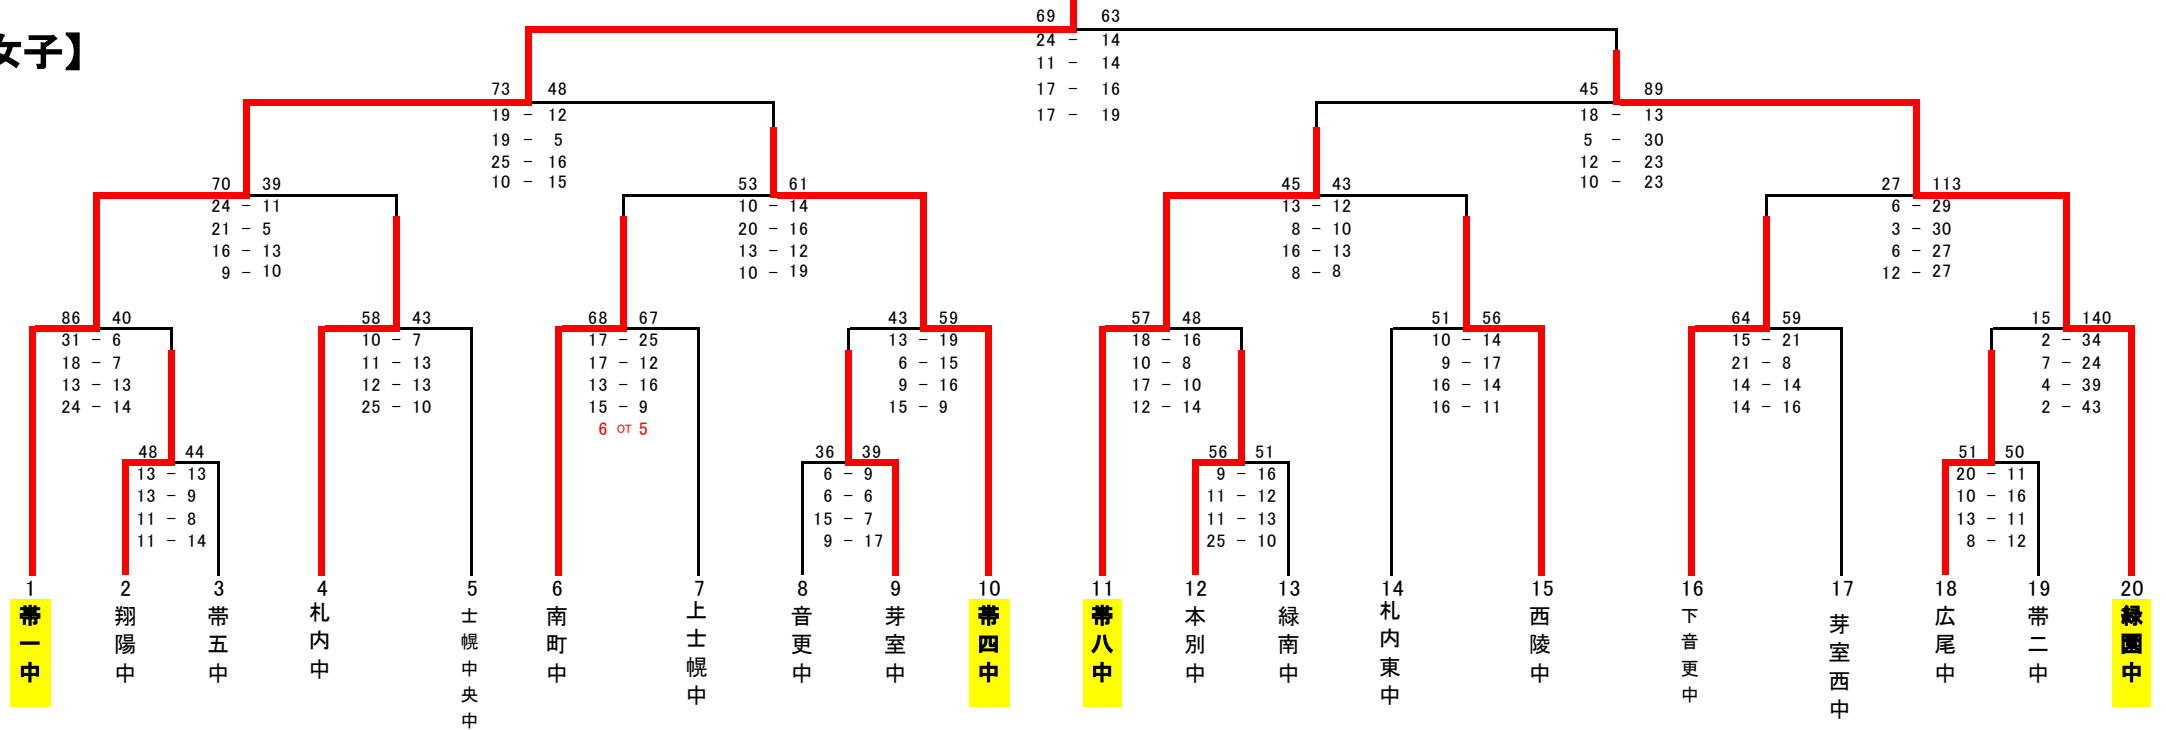 69 63
女子】
24 - 14
11 - 14
17 - 16
17 - 19
73 48
19 - 12
19 - 5
25 - 16
10 - 15
45 89
18 - 13
5 - 30
12 - 23
10 - 23
70 39
24 - 11
21 - 5
16 - 13
9 - 10
53 61
10 - 14
20 - 16
13 - 12
10 - 19
45 43
13 - 12
8 - 10
16 - 13
8 - 8
27 113
6 - 29
3 - 30
6 - 27
12 - 27
86 40
31 - 6
18 - 7
13 - 13
24 - 14
58 43
10 - 7
11 - 13
12 - 13
25 - 10
68 67
17 - 25
17 - 12
13 - 16
15 - 9
6 OT 5
43 59
13 - 19
6 - 15
9 - 16
15 - 9
57 48
18 - 16
10 - 8
17 - 10
12 - 14
51 56
10 - 14
9 - 17
16 - 14
16 - 11
64 59
15 - 21
21 - 8
14 - 14
14 - 16
15 140
2 - 34
7 - 24
4 - 39
2 - 43
48 44
13 - 13
13 - 9
11 - 8
11 - 14
36 39
6 - 9
6 - 6
15 - 7
9 - 17
56 51
9 - 16
11 - 12
11 - 13
25 - 10
51 50
20 - 11
10 - 16
13 - 11
8 - 12
1 2 3 4 5 6 7 8 9 10 11 12 13 14 15 16 17 18 19 20
帯一中
翔陽中
帯五中
札内中
士幌中央中
南町中
上士幌中
音更中
芽室中
帯四中
帯八中
本別中
緑南中
札内東中
西陵中
下音更中
芽室西中
広尾中
帯二中
緑園中